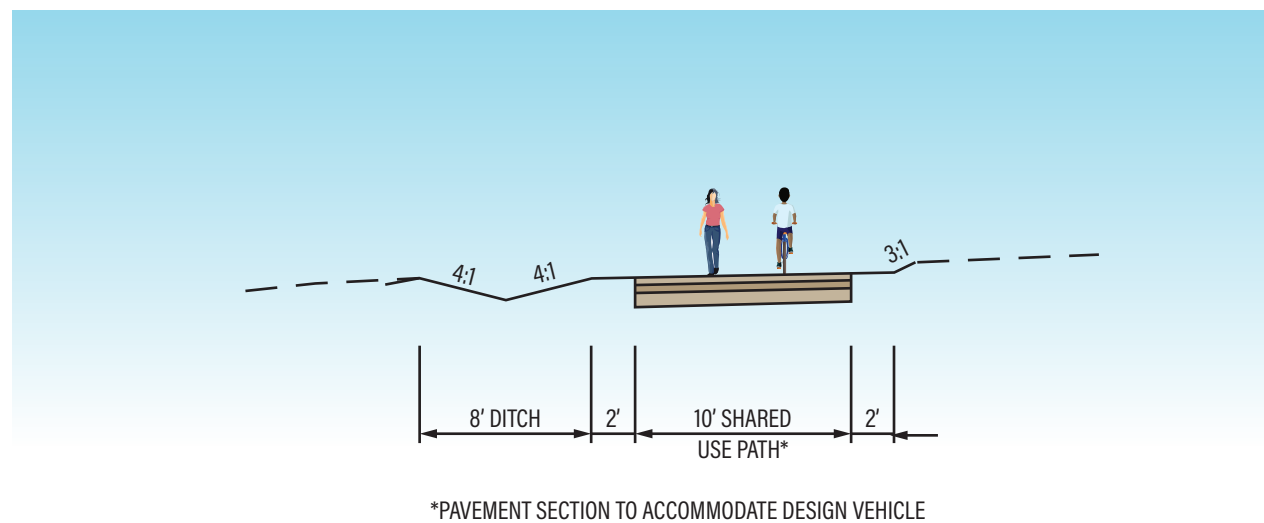 4:1
4:1
3:1
8' DITCH
2'
10' SHARED
USE PATH*
2'
*PAVEMENT SECTION TO ACCOMMODATE DESIGN VEHICLE